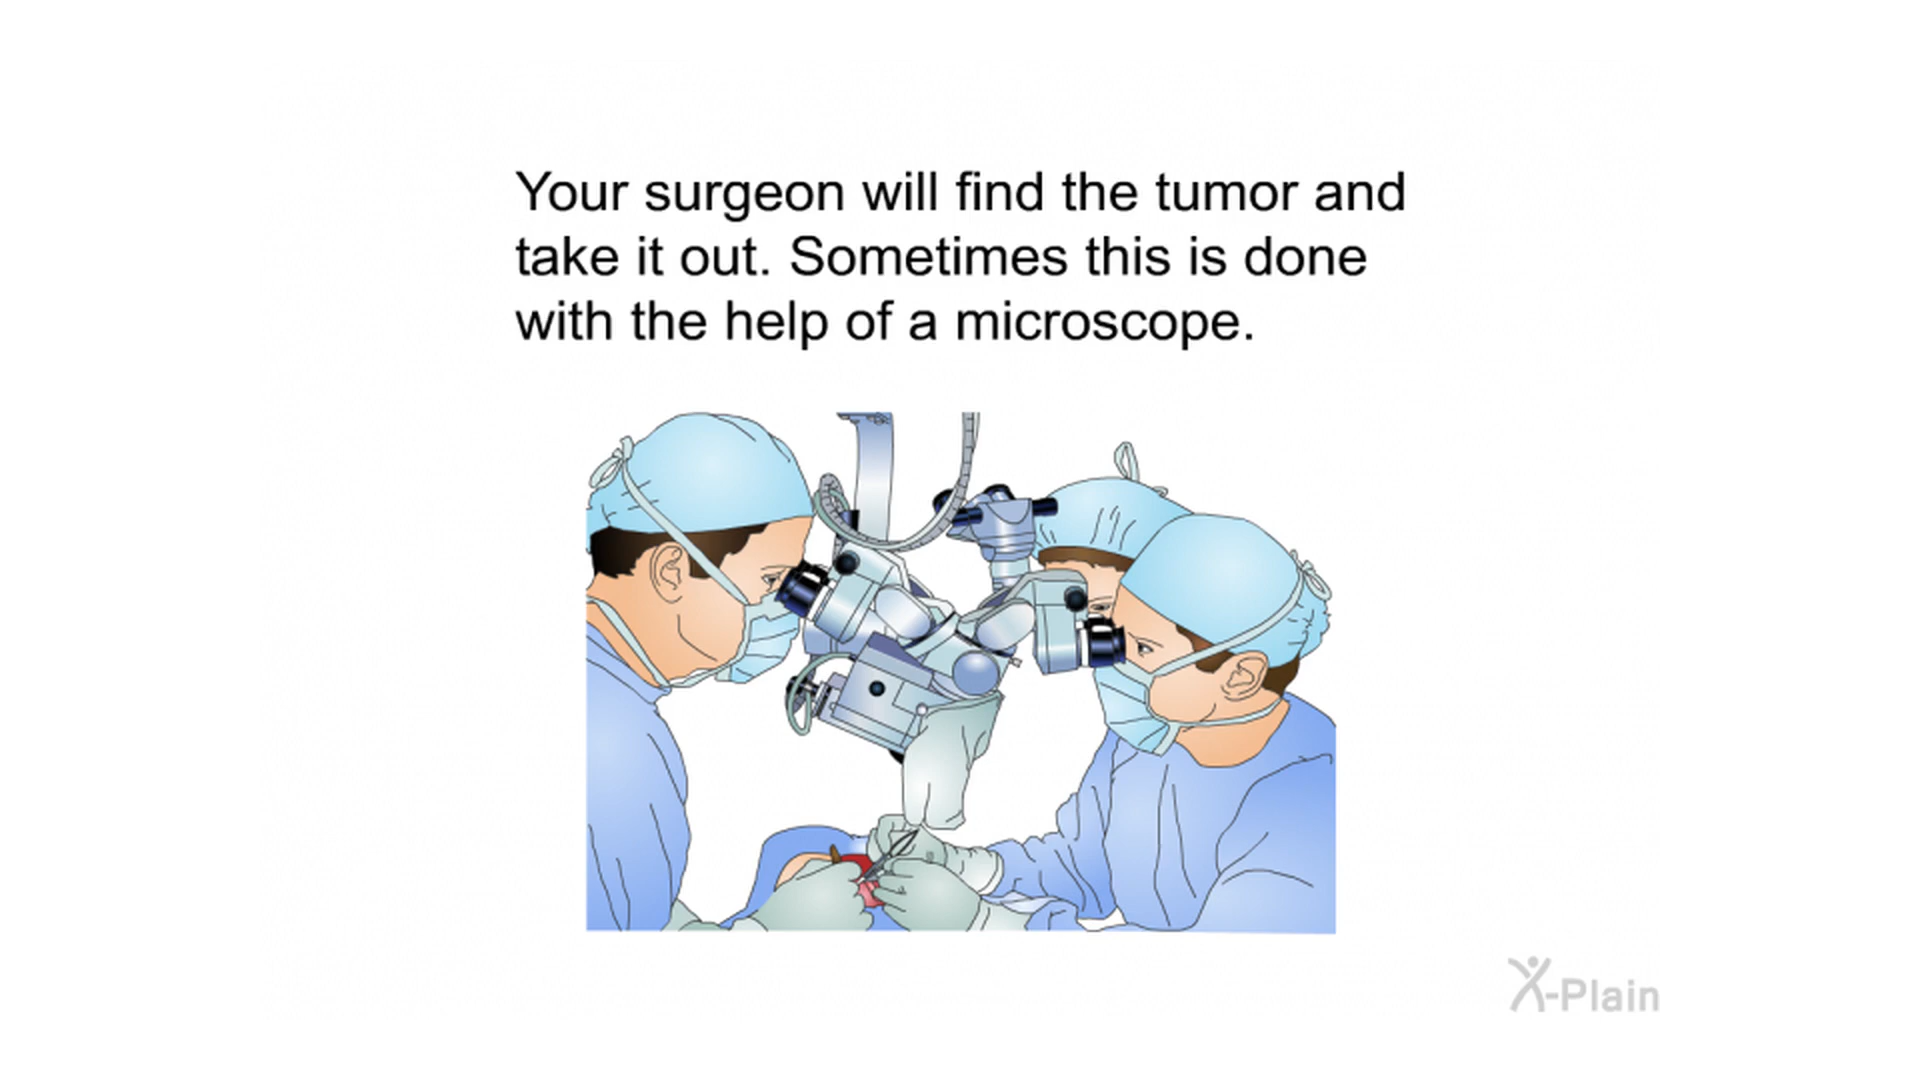 Your surgeon will find the tumor and
take it out. Sometimes this is done
with the help of a microscope.
X-Plain